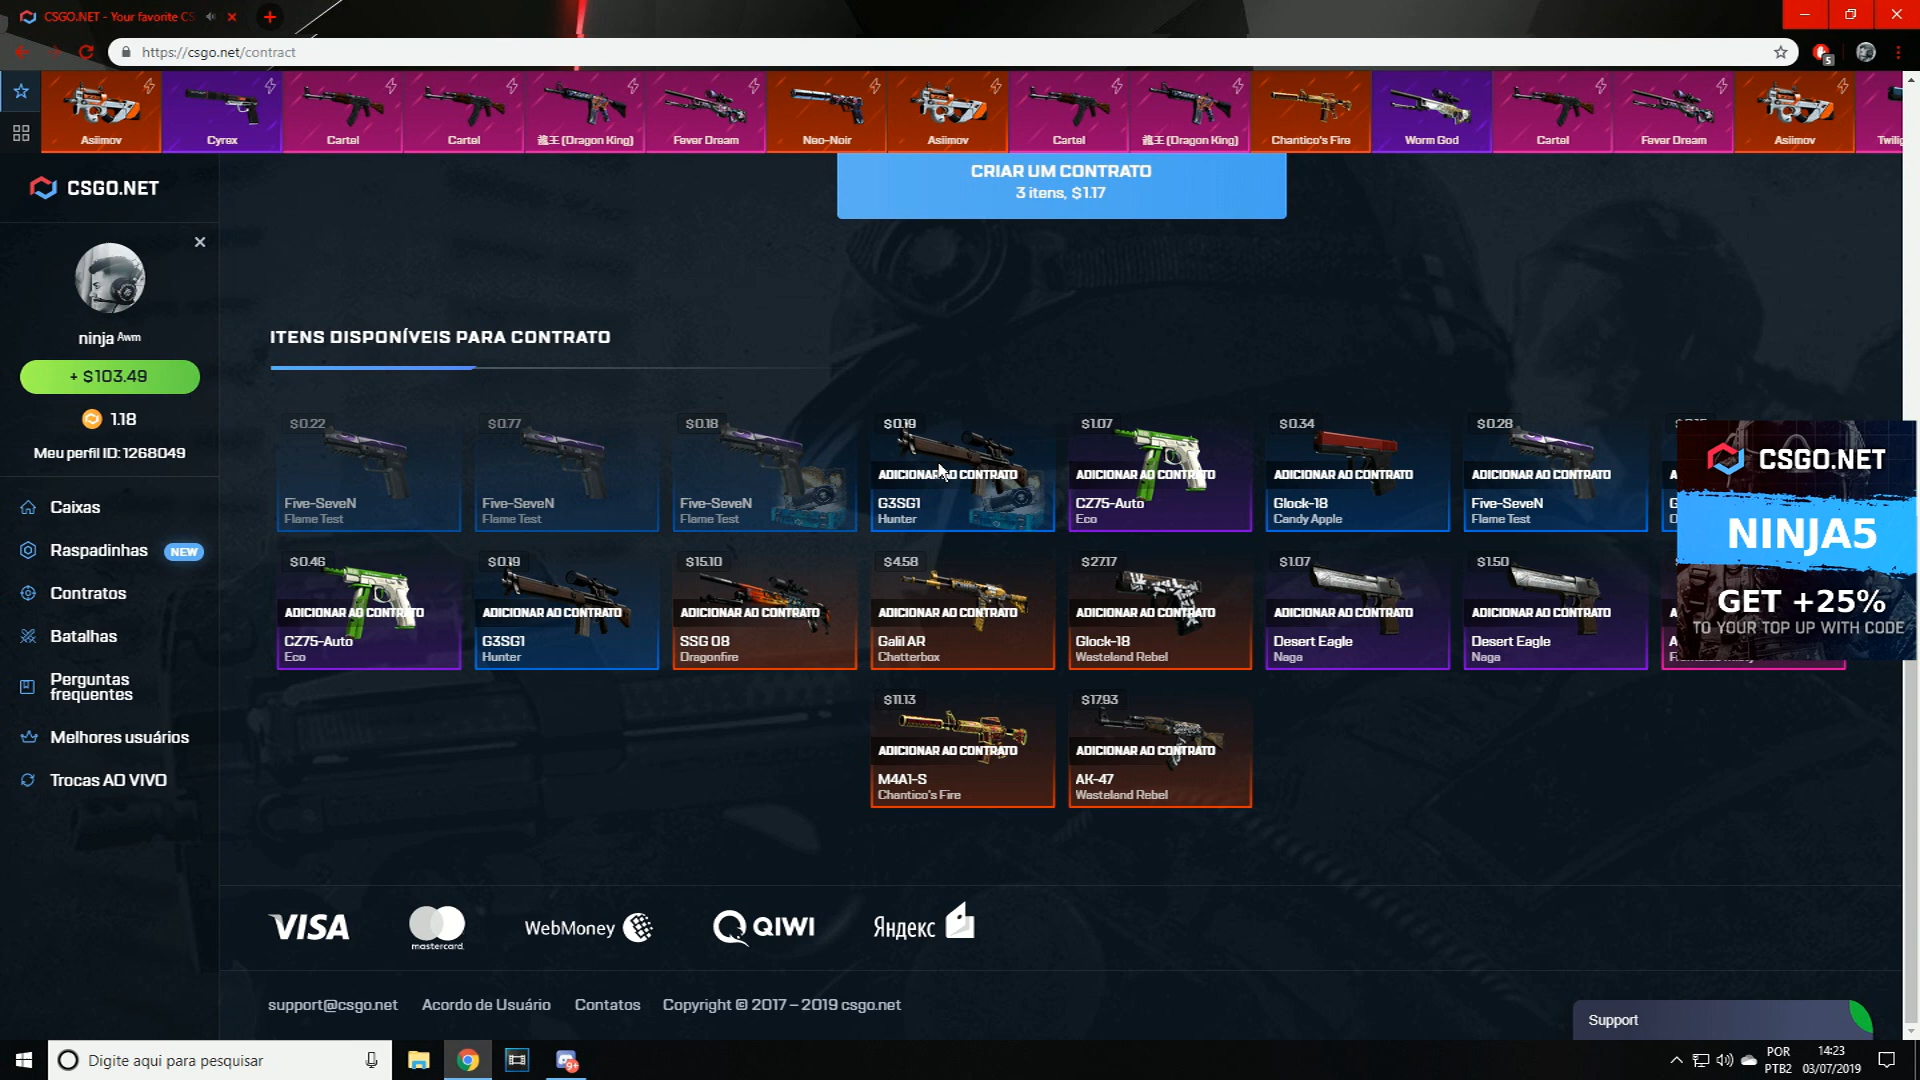 CSGO.NET - Your favorite CS
https://csgo.net/contract
5
Asiimov
Cyrex
Cartel
Cartel
龍王 (Dragon King)
Fever Dream
Neo-Noir
Asiimov
Cartel
龍王 (Dragon King)
Chantico's Fire
Worm God
Cartel
Fever Dream
Asiimov
Twilig
CSGO.NET
CRIAR UM CONTRATO
3 itens, $1.17
ninja Awm
+ $103.49
1.18
Meu perfil ID: 1268049
Caixas
Raspadinhas NEW
Contratos
Batalhas
Perguntas
frequentes
Melhores usuários
Trocas AO VIVO
ITENS DISPONÍVEIS PARA CONTRATO
$0.22
Five-SeveN
Flame Test
$0.77
Five-SeveN
Flame Test
$0.18
Five-SeveN
Flame Test
$0.19
ADICIONAR AO CONTRATO
G3SG1
Hunter
$1.07
ADICIONAR AO CONTRATO
CZ75-Auto
Eco
$0.34
ADICIONAR AO CONTRATO
Glock-18
Candy Apple
$0.28
ADICIONAR AO CONTRATO
Five-SeveN
Flame Test
$0.46
ADICIONAR AO CONTRATO
CZ75-Auto
Eco
$0.19
ADICIONAR AO CONTRATO
G3SG1
Hunter
$15.10
ADICIONAR AO CONTRATO
SSG 08
Dragonfire
$4.58
ADICIONAR AO CONTRATO
Galil AR
Chatterbox
$27.17
ADICIONAR AO CONTRATO
Glock-18
Wasteland Rebel
$1.07
ADICIONAR AO CONTRATO
Desert Eagle
Naga
$1.50
ADICIONAR AO CONTRATO
Desert Eagle
Naga
$11.13
ADICIONAR AO CONTRATO
M4A1-S
Chantico's Fire
$17.93
ADICIONAR AO CONTRATO
AK-47
Wasteland Rebel
CSGO.NET
NINJA5
GET +25%
TO YOUR TOP UP WITH CODE
VISA
mastercard.
WebMoney
QIWI
Яндекс
support@csgo.net
Acordo de Usuário
Contatos
Copyright © 2017 – 2019 csgo.net
Support
Digite aqui para pesquisar
9+
POR
PTB2
14:23
03/07/2019